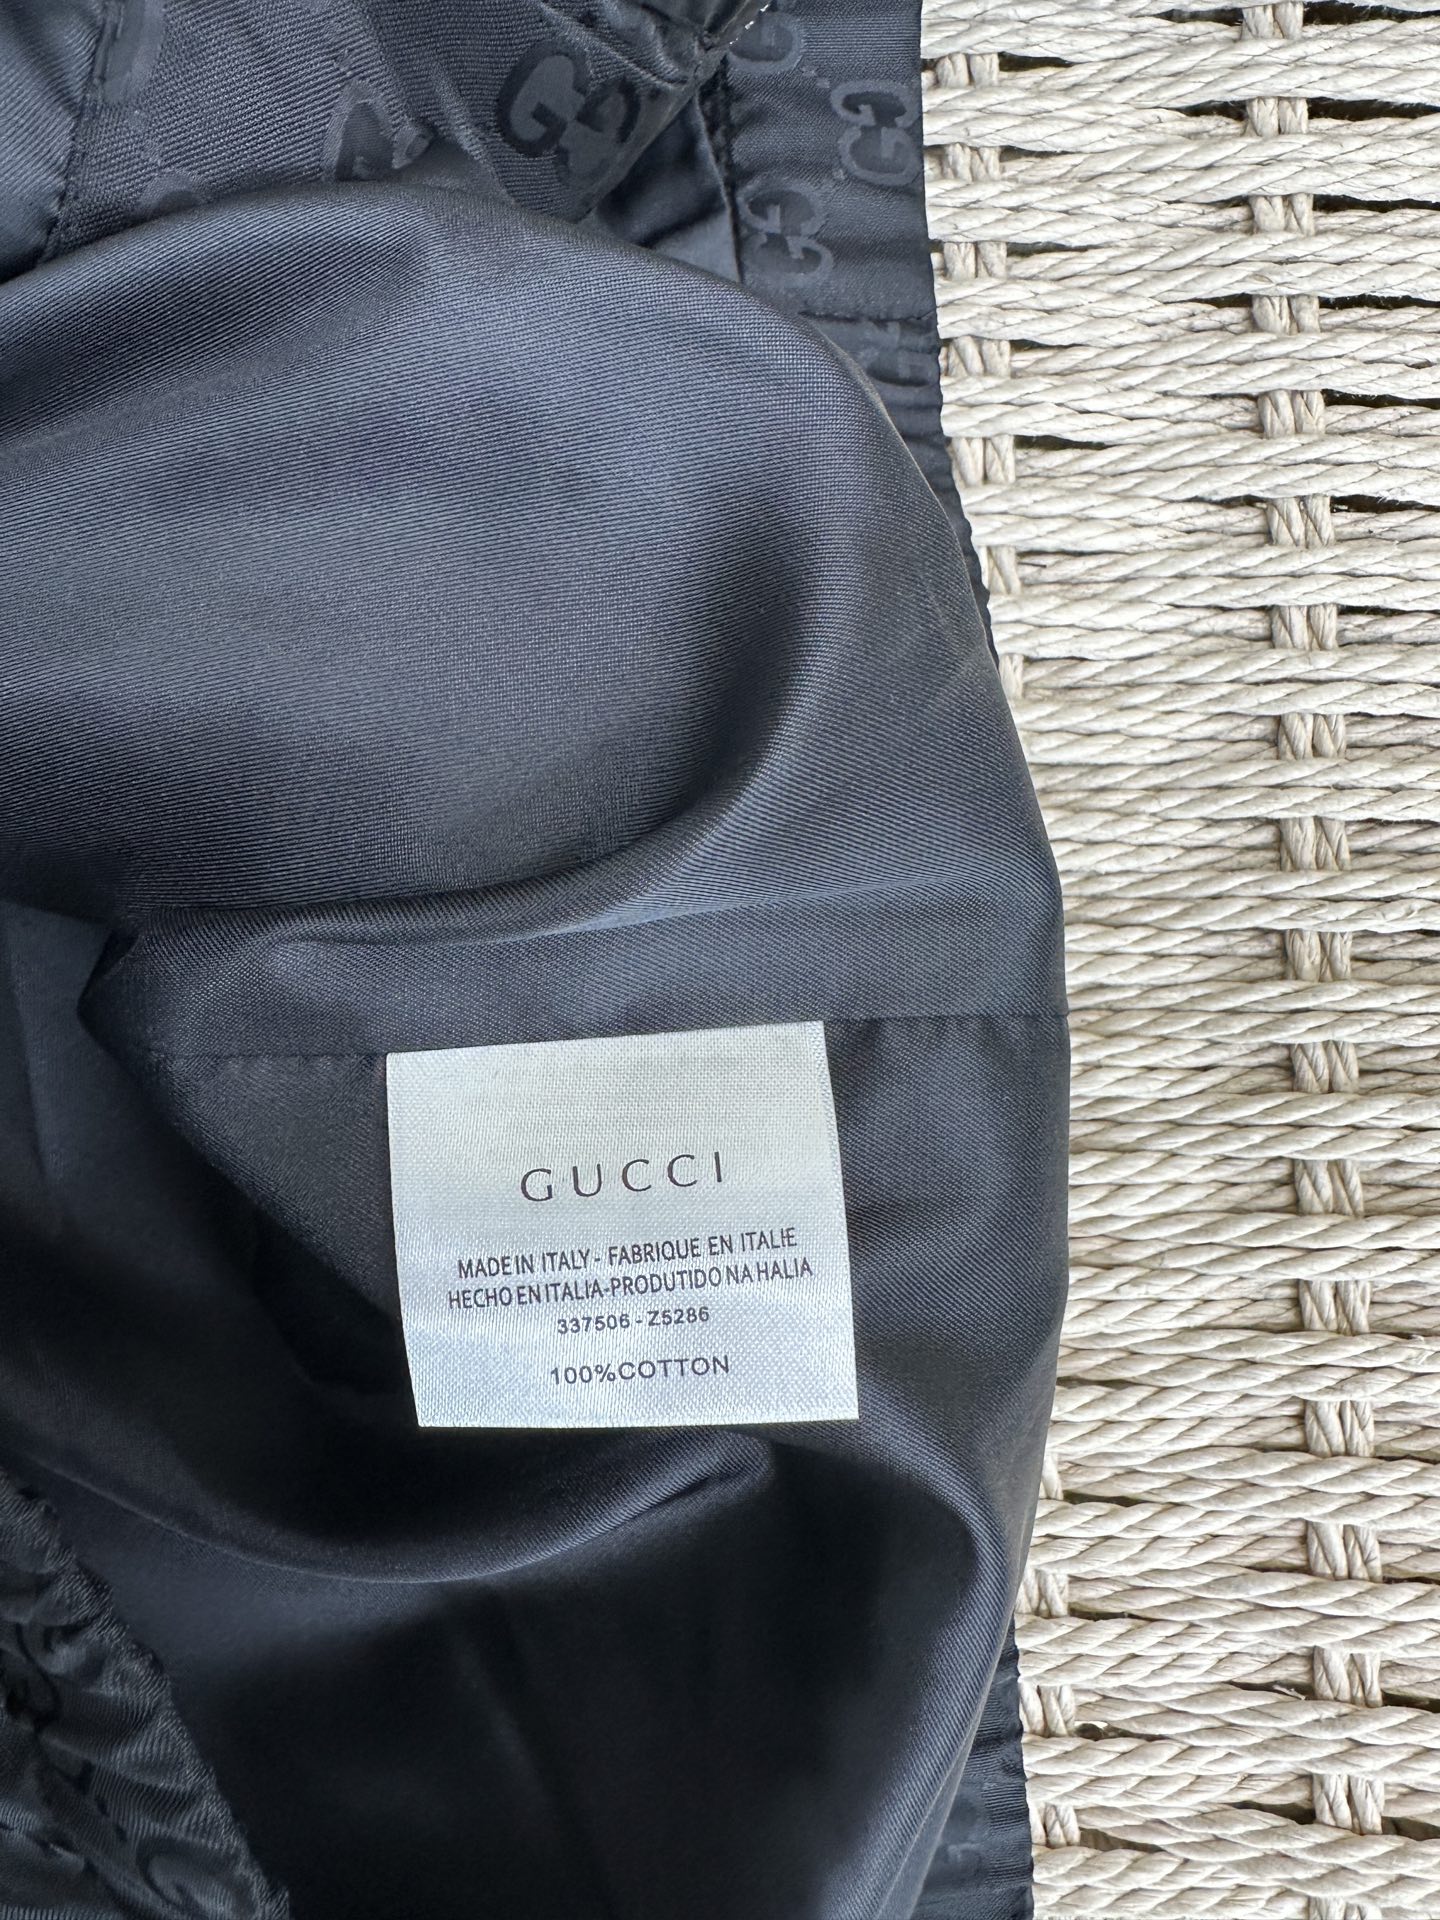 GUCCI
MADE IN ITALY - FABRIQUE EN ITALIE
HECHO EN ITALIA-PRODUTIDO NA HALIA
337506 - Z5286
100%COTTON